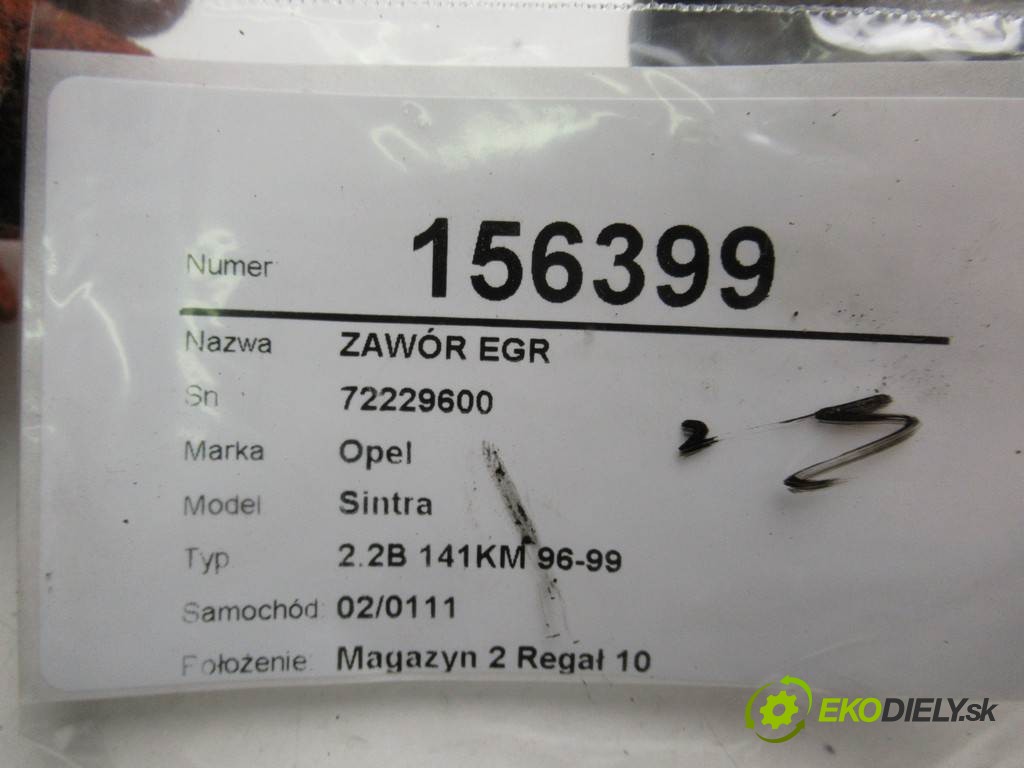 Numer 156399
Nazwa ZAWÓR EGR
Sn 72229600
Marka Opel
Model Sintra
Typ 2.2B 141KM 96-99
Samochód: 02/0111
Położenie: Magazyn 2 Regał 10
EKODIELY.sk